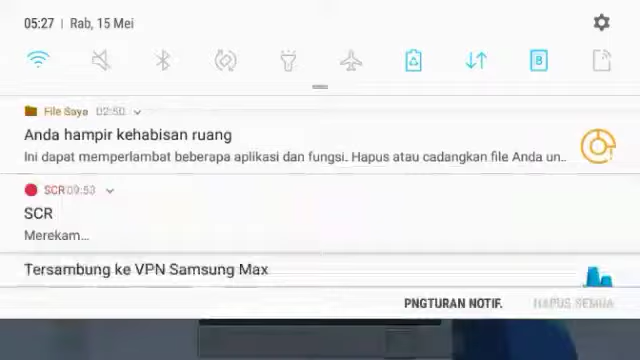 05:27 | Rab, 15 Mei
File Saya 02:50
Anda hampir kehabisan ruang
Ini dapat memperlambat beberapa aplikasi dan fungsi. Hapus atau cadangkan file Anda un..
SCR 09:53
SCR
Merekam...
Tersambung ke VPN Samsung Max
PNGTURAN NOTIF.
HAPUS SEMUA